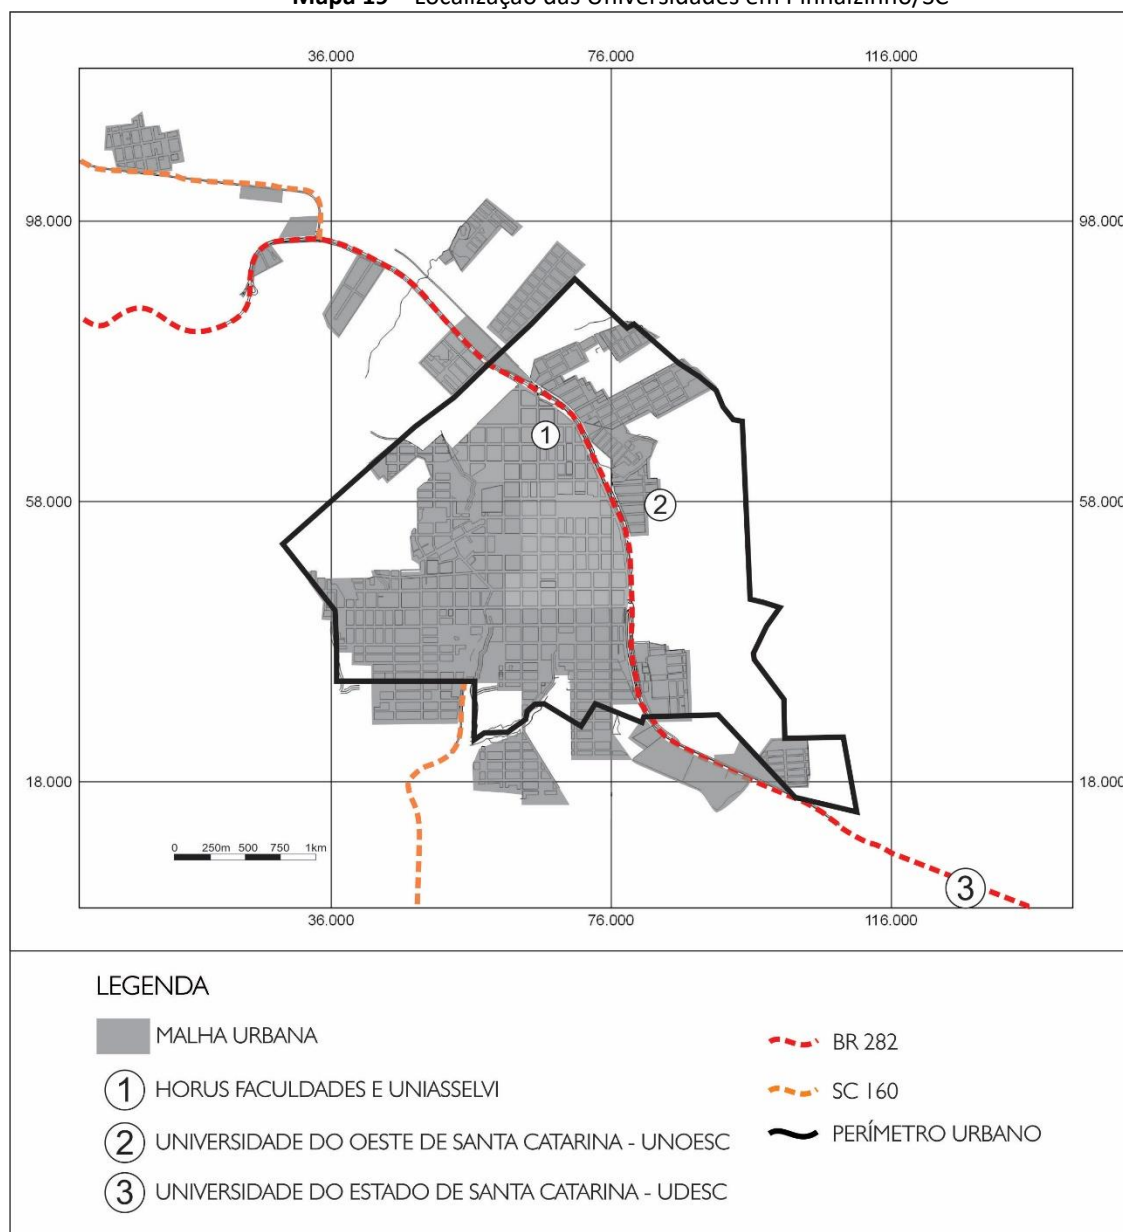 Mapa 19 – Localização das Universidades em Pinhalzinho/SC
36.000 76.000 116.000
98.000 98.000
1
58.000 2 58.000
18.000 18.000
0 250m 500 750 1km
3
36.000 76.000 116.000
LEGENDA
MALHA URBANA
BR 282
1 HORUS FACULDADES E UNIASSELVI
SC 160
2 UNIVERSIDADE DO OESTE DE SANTA CATARINA - UNOESC
PERÍMETRO URBANO
3 UNIVERSIDADE DO ESTADO DE SANTA CATARINA - UDESC